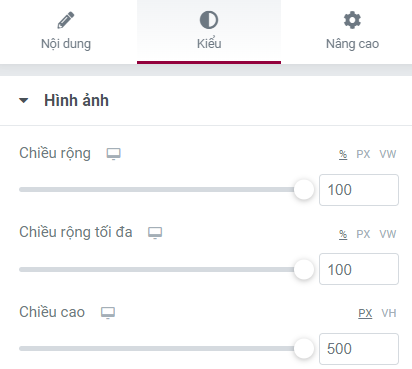 Nội dung Kiểu Nâng cao
Hình ảnh
Chiều rộng % PX VW
100
Chiều rộng tối đa % PX VW
100
Chiều cao PX VH
500